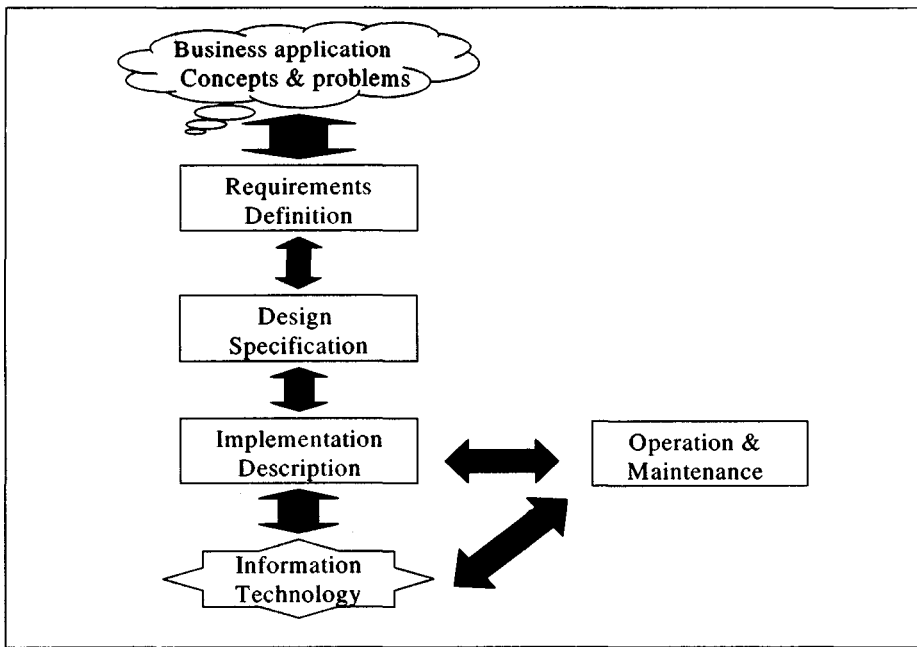 Business application
Concepts & problems
Requirements
Definition
Design
Specification
Implementation
Description
Operation &
Maintenance
Information
Technology